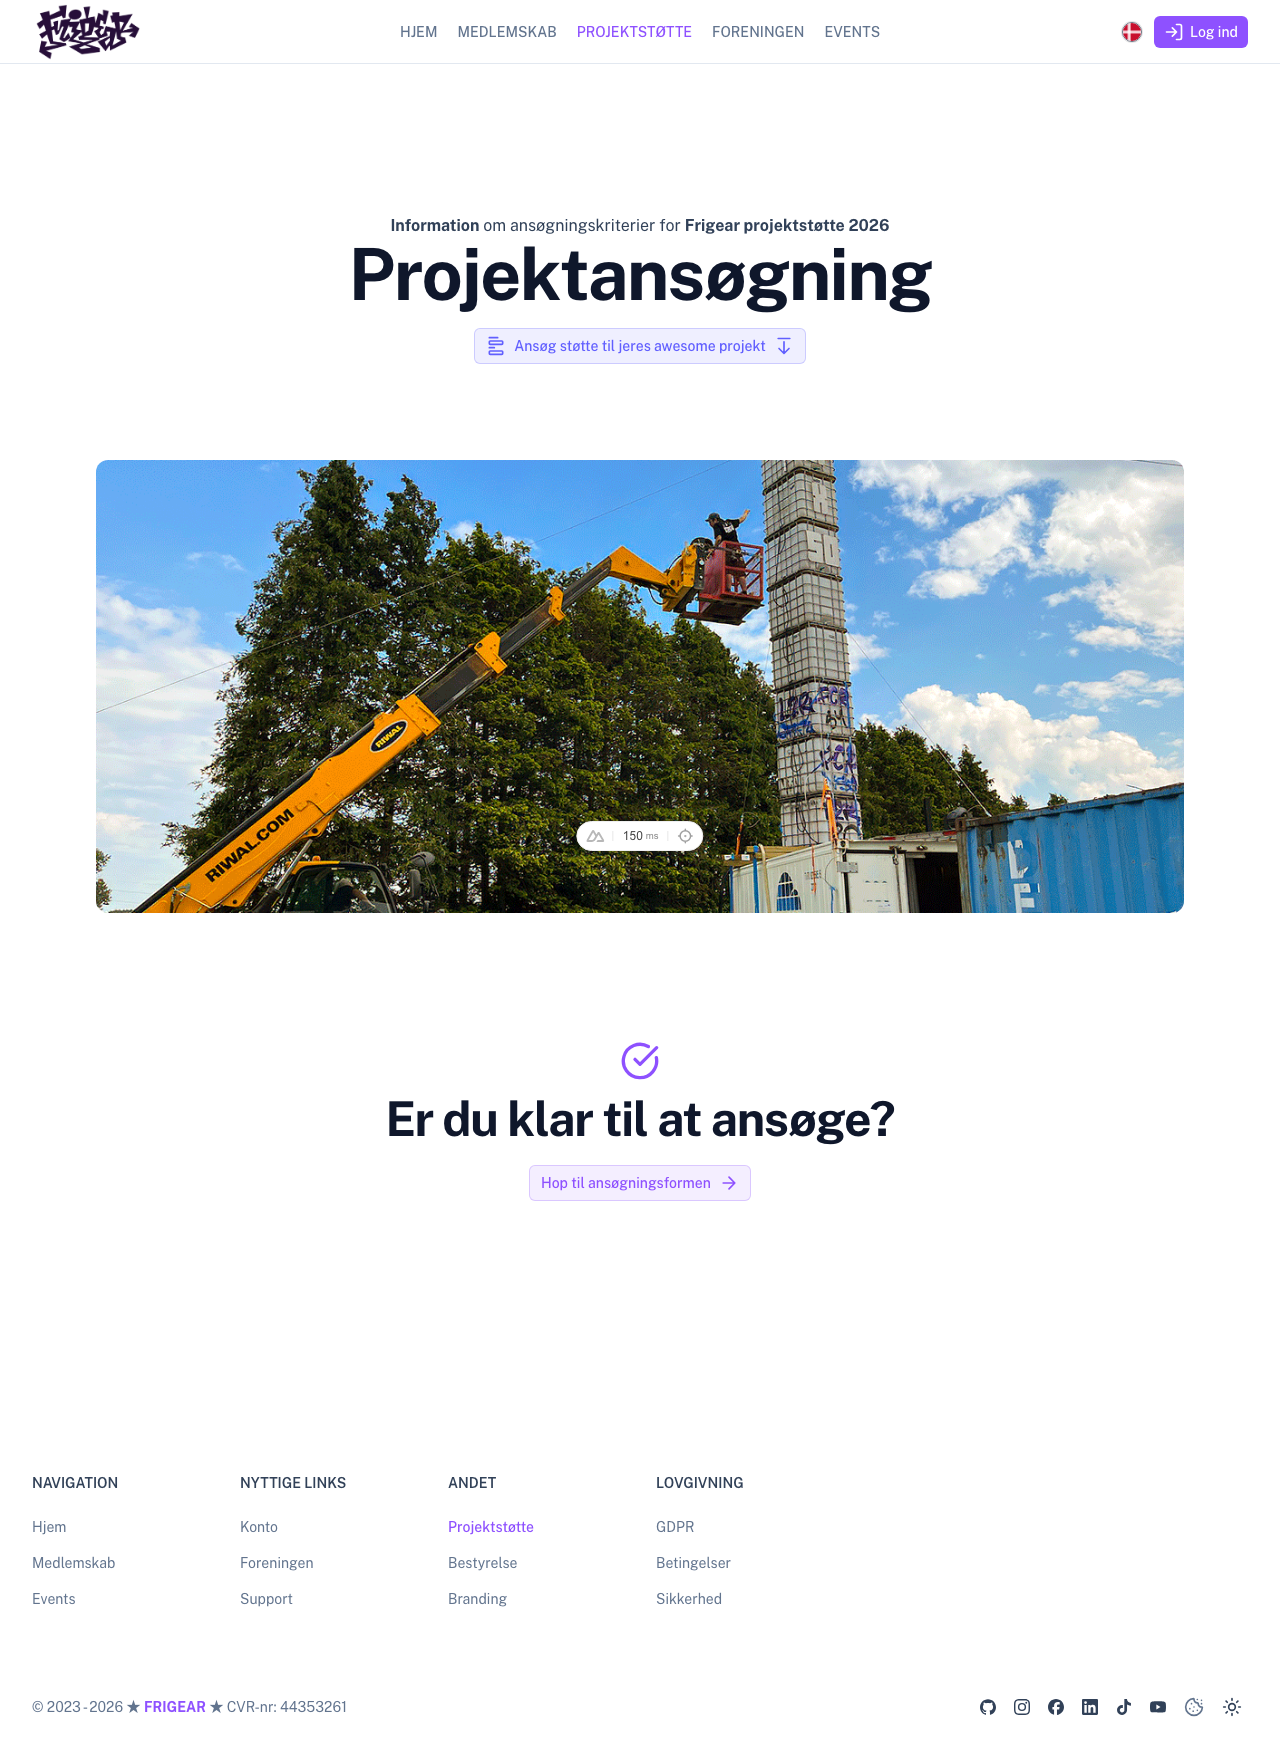 Frigear
HJEM
MEDLEMSKAB
PROJEKTSTØTTE
FORENINGEN
EVENTS
Log ind
Information om ansøgningskriterier for Frigear projektstøtte 2026
Projektansøgning
Ansøg støtte til jeres awesome projekt
RIWAL
RIWAL.COM
150 ms
Er du klar til at ansøge?
Hop til ansøgningsformen
NAVIGATION
Hjem
Medlemskab
Events
NYTTIGE LINKS
Konto
Foreningen
Support
ANDET
Projektstøtte
Bestyrelse
Branding
LOVGIVNING
GDPR
Betingelser
Sikkerhed
© 2023 - 2026 ★ FRIGEAR ★ CVR-nr: 44353261